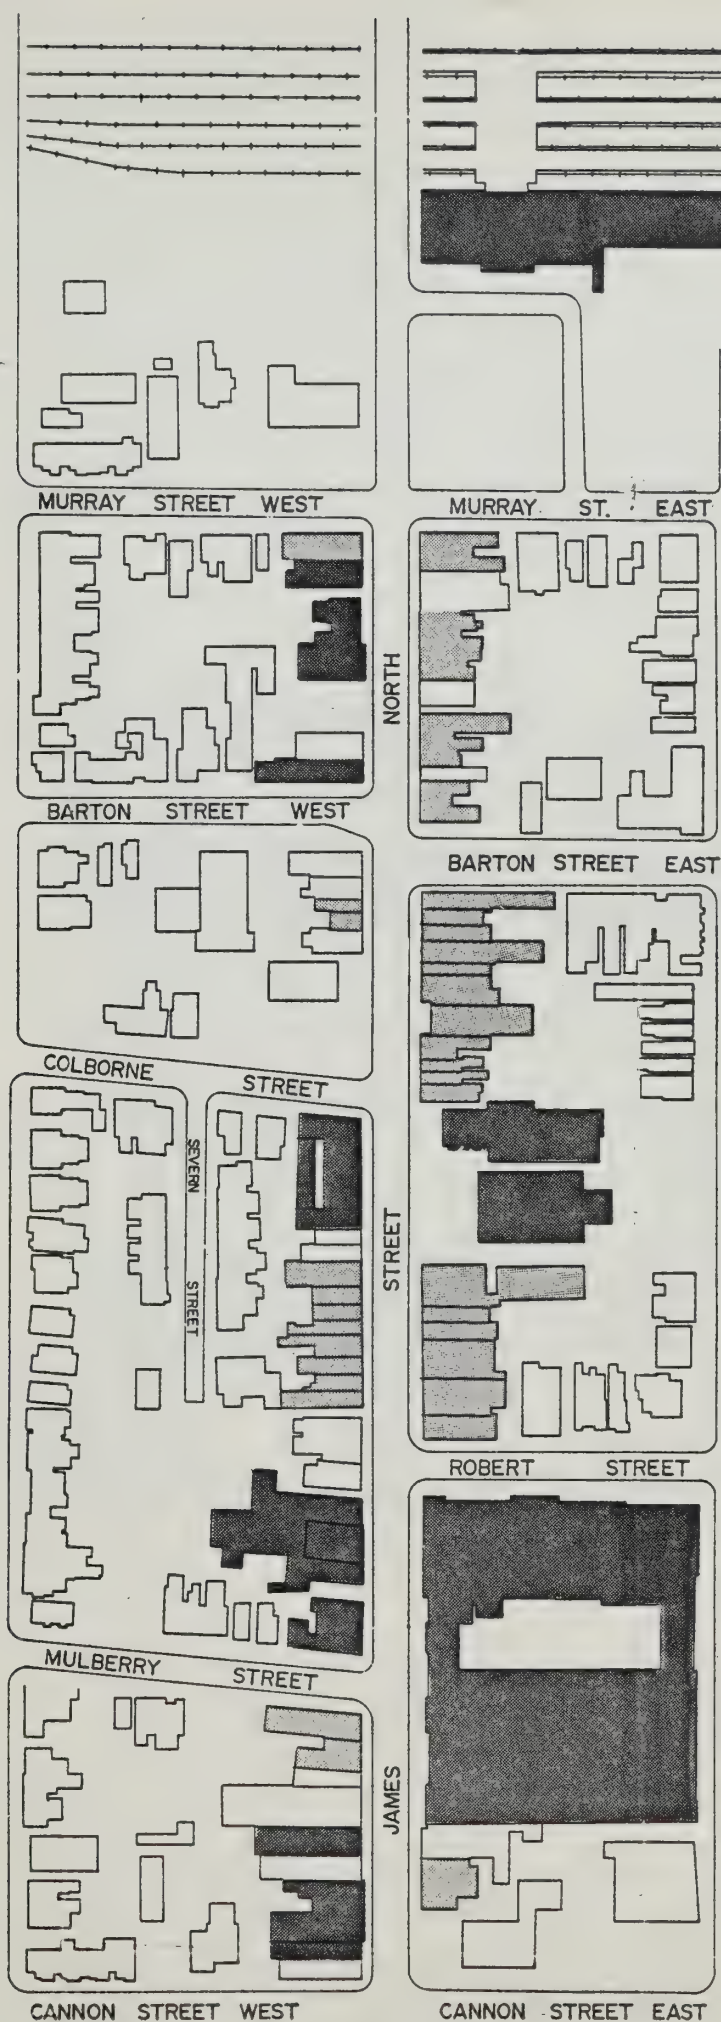 MURRAY STREET WEST
MURRAY ST. EAST
NORTH
BARTON STREET WEST
BARTON STREET EAST
COLBORNE STREET
SEVERN STREET
STREET
ROBERT STREET
MULBERRY STREET
JAMES
CANNON STREET WEST
CANNON STREET EAST